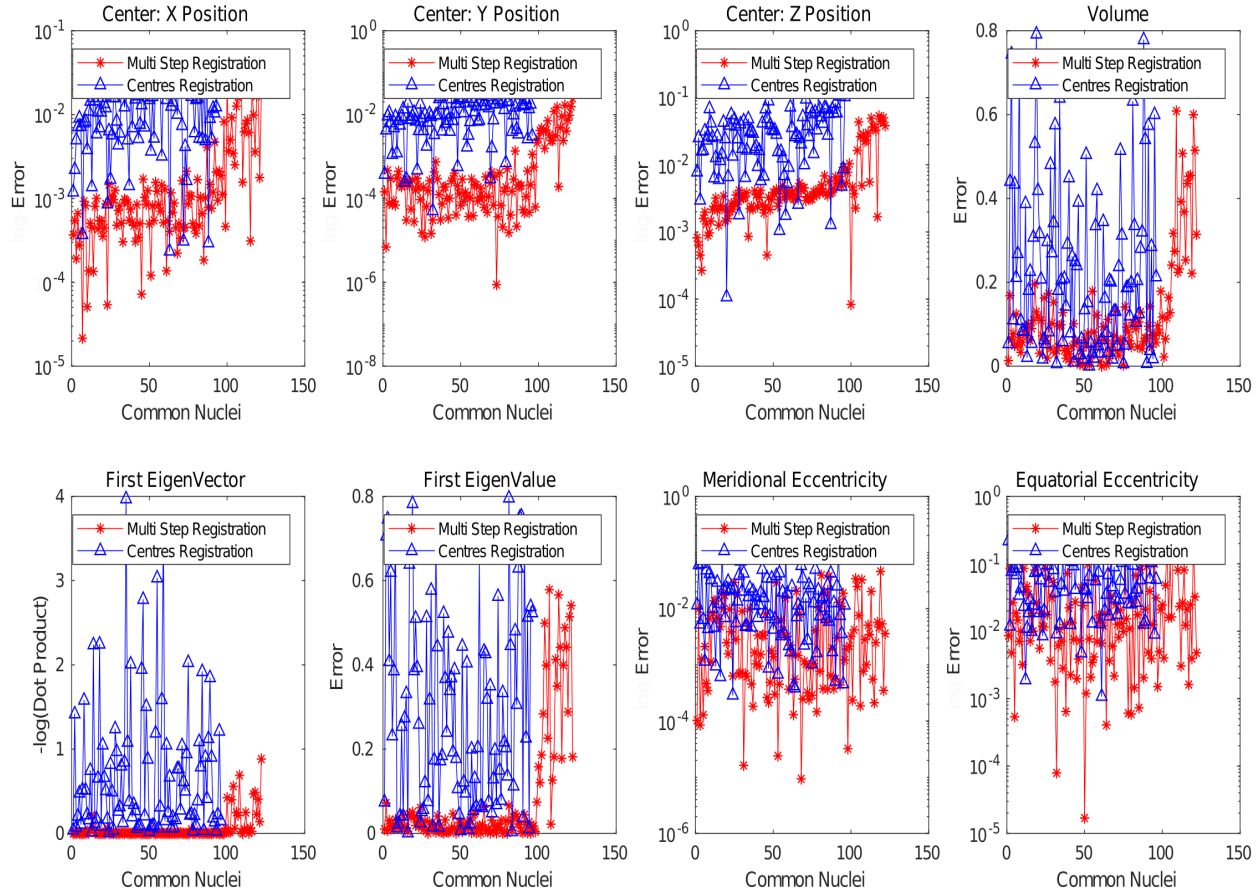 Center: X Position
Center: Y Position
Center: Z Position
Volume
10^-1
10^-2
10^-3
10^-4
10^-5
log- Error
Multi Step Registration
Centres Registration
0
50
100
150
Common Nuclei
10^0
10^-2
10^-4
10^-6
10^-8
log- Error
Multi Step Registration
Centres Registration
0
50
100
150
Common Nuclei
10^0
10^-1
10^-2
10^-3
10^-4
10^-5
log- Error
Multi Step Registration
Centres Registration
0
50
100
150
Common Nuclei
0.8
0.6
0.4
0.2
0
Error
Multi Step Registration
Centres Registration
0
50
100
150
Common Nuclei
First EigenVector
First EigenValue
Meridional Eccentricity
Equatorial Eccentricity
4
3
2
1
0
-log(Dot Product)
Multi Step Registration
Centres Registration
0
50
100
150
Common Nuclei
0.8
0.6
0.4
0.2
0
Error
Multi Step Registration
Centres Registration
0
50
100
150
Common Nuclei
10^0
10^-2
10^-4
10^-6
log- Error
Multi Step Registration
Centres Registration
0
50
100
150
Common Nuclei
10^0
10^-1
10^-2
10^-3
10^-4
10^-5
log- Error
Multi Step Registration
Centres Registration
0
50
100
150
Common Nuclei